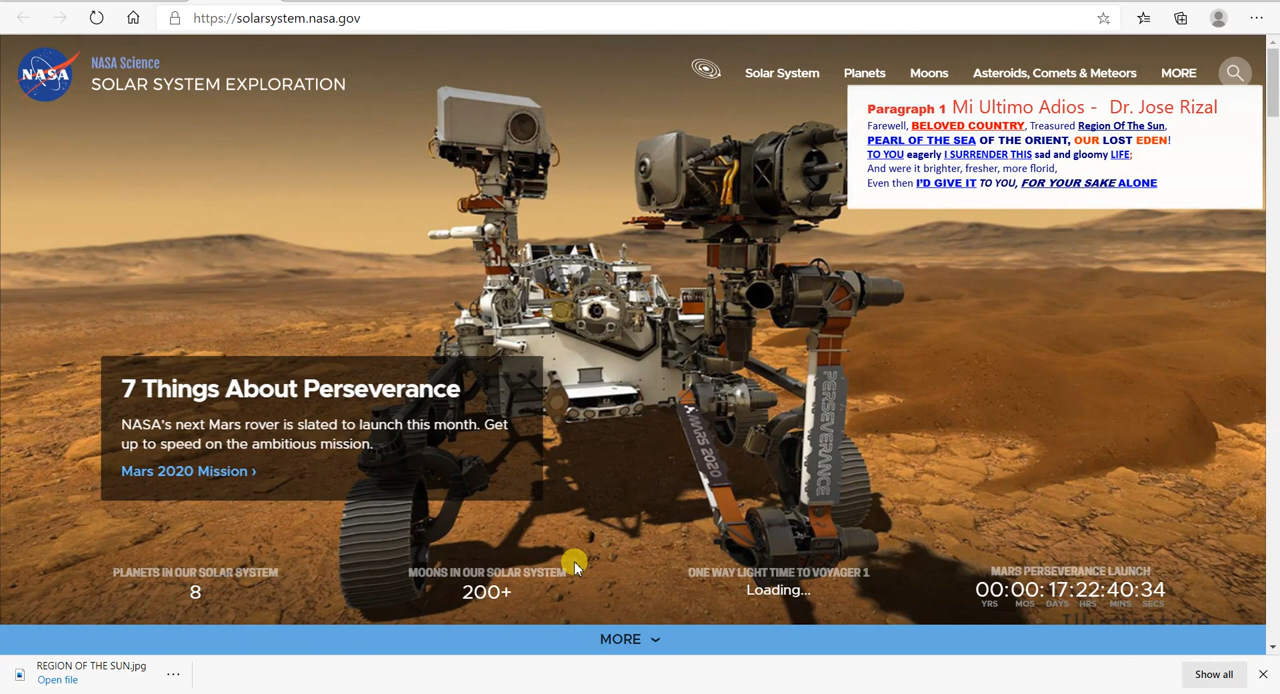 https://solarsystem.nasa.gov
NASA
NASA Science
SOLAR SYSTEM EXPLORATION
Solar System
Planets
Moons
Asteroids, Comets & Meteors
MORE
Paragraph 1 Mi Ultimo Adios - Dr. Jose Rizal
Farewell, BELOVED COUNTRY, Treasured Region Of The Sun,
PEARL OF THE SEA OF THE ORIENT, OUR LOST EDEN!
TO YOU eagerly I SURRENDER THIS sad and gloomy LIFE;
And were it brighter, fresher, more florid,
Even then I'D GIVE IT TO YOU, FOR YOUR SAKE ALONE
7 Things About Perseverance
NASA's next Mars rover is slated to launch this month. Get
up to speed on the ambitious mission.
Mars 2020 Mission ›
MARS 2020
PERSEVERANCE
PLANETS IN OUR SOLAR SYSTEM
8
MOONS IN OUR SOLAR SYSTEM
200+
ONE WAY LIGHT TIME TO VOYAGER 1
Loading...
MARS PERSEVERANCE LAUNCH
00:00:17:22:40:34
YRS MOS DAYS HRS MINS SECS
Illustration
MORE
REGION OF THE SUN.jpg
Open file
Show all